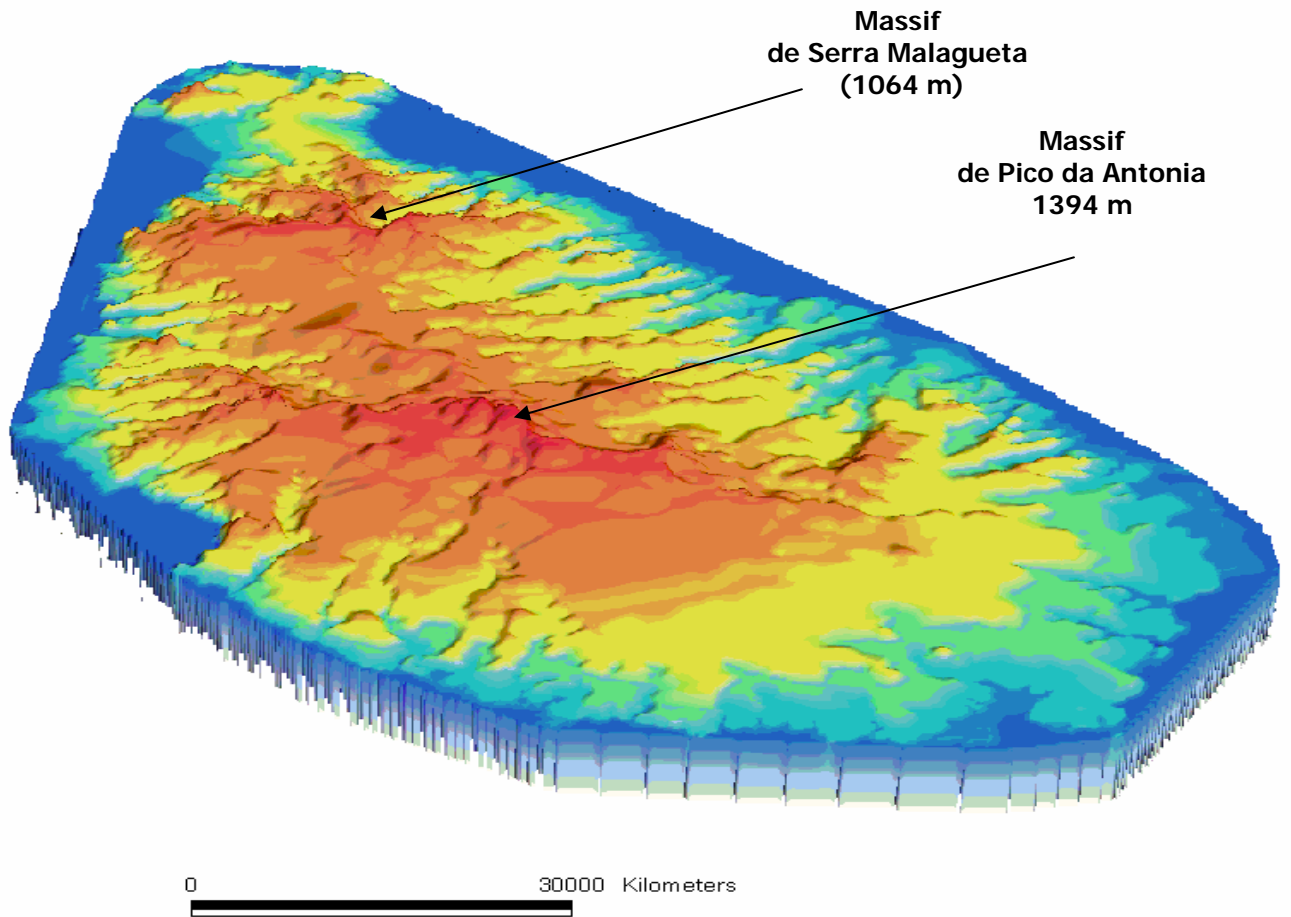 Massif
de Serra Malagueta
(1064 m)
Massif
de Pico da Antonia
1394 m
0 30000 Kilometers